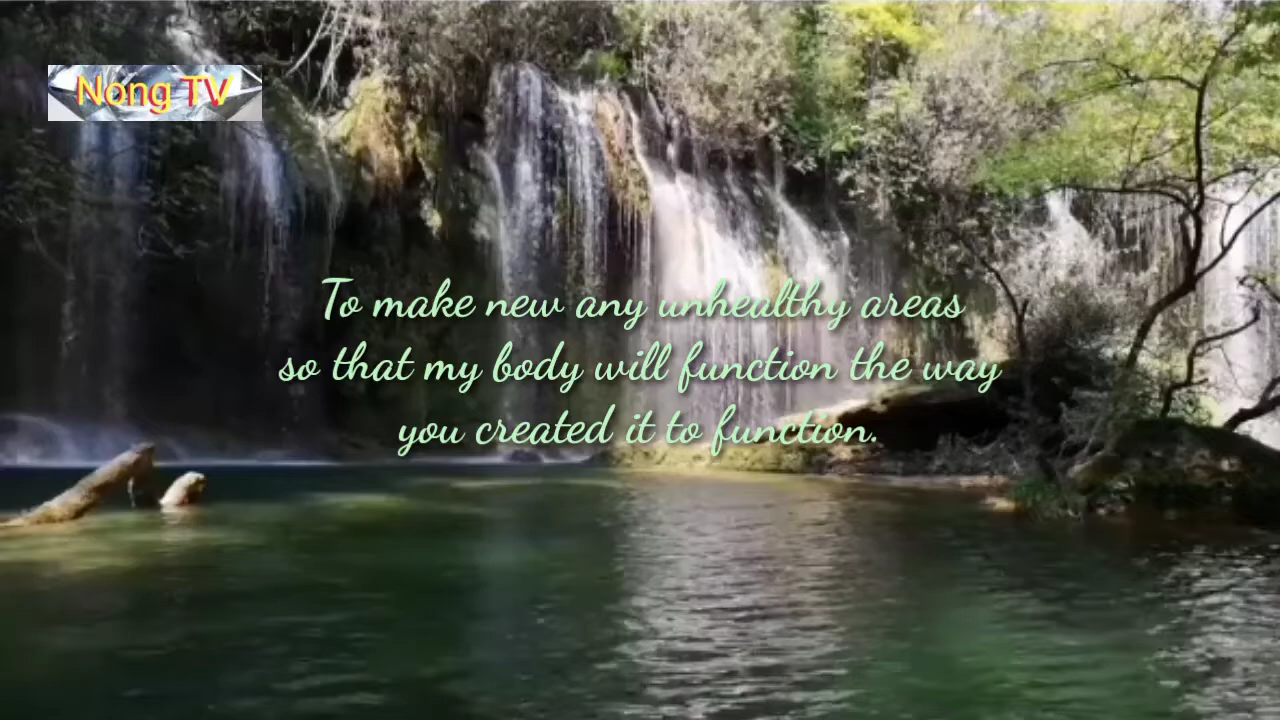 Nong TV
To make new any unhealthy areas
so that my body will function the way
you created it to function.